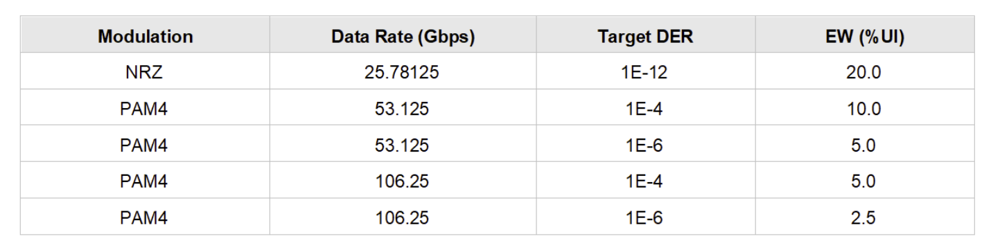 Modulation Data Rate (Gbps) Target DER EW (%UI)
NRZ 25.78125 1E-12 20.0
PAM4 53.125 1E-4 10.0
PAM4 53.125 1E-6 5.0
PAM4 106.25 1E-4 5.0
PAM4 106.25 1E-6 2.5